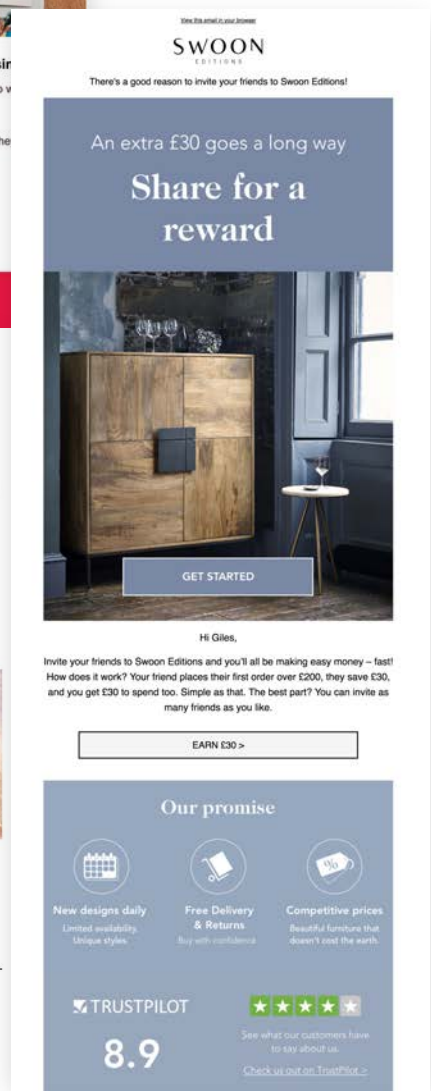 View this email in your browser
SWOON
EDITIONS
There's a good reason to invite your friends to Swoon Editions!
An extra £30 goes a long way
Share for a
reward
GET STARTED
Hi Giles,
Invite your friends to Swoon Editions and you'll all be making easy money – fast!
How does it work? Your friend places their first order over £200, they save £30,
and you get £30 to spend too. Simple as that. The best part? You can invite as
many friends as you like.
EARN £30 >
Our promise
New designs daily
Limited availability.
Unique styles.
Free Delivery
& Returns
Buy with confidence
%
Competitive prices
Beautiful furniture that
doesn't cost the earth.
TRUSTPILOT
8.9
See what our customers have
to say about us.
Check us out on TrustPilot >